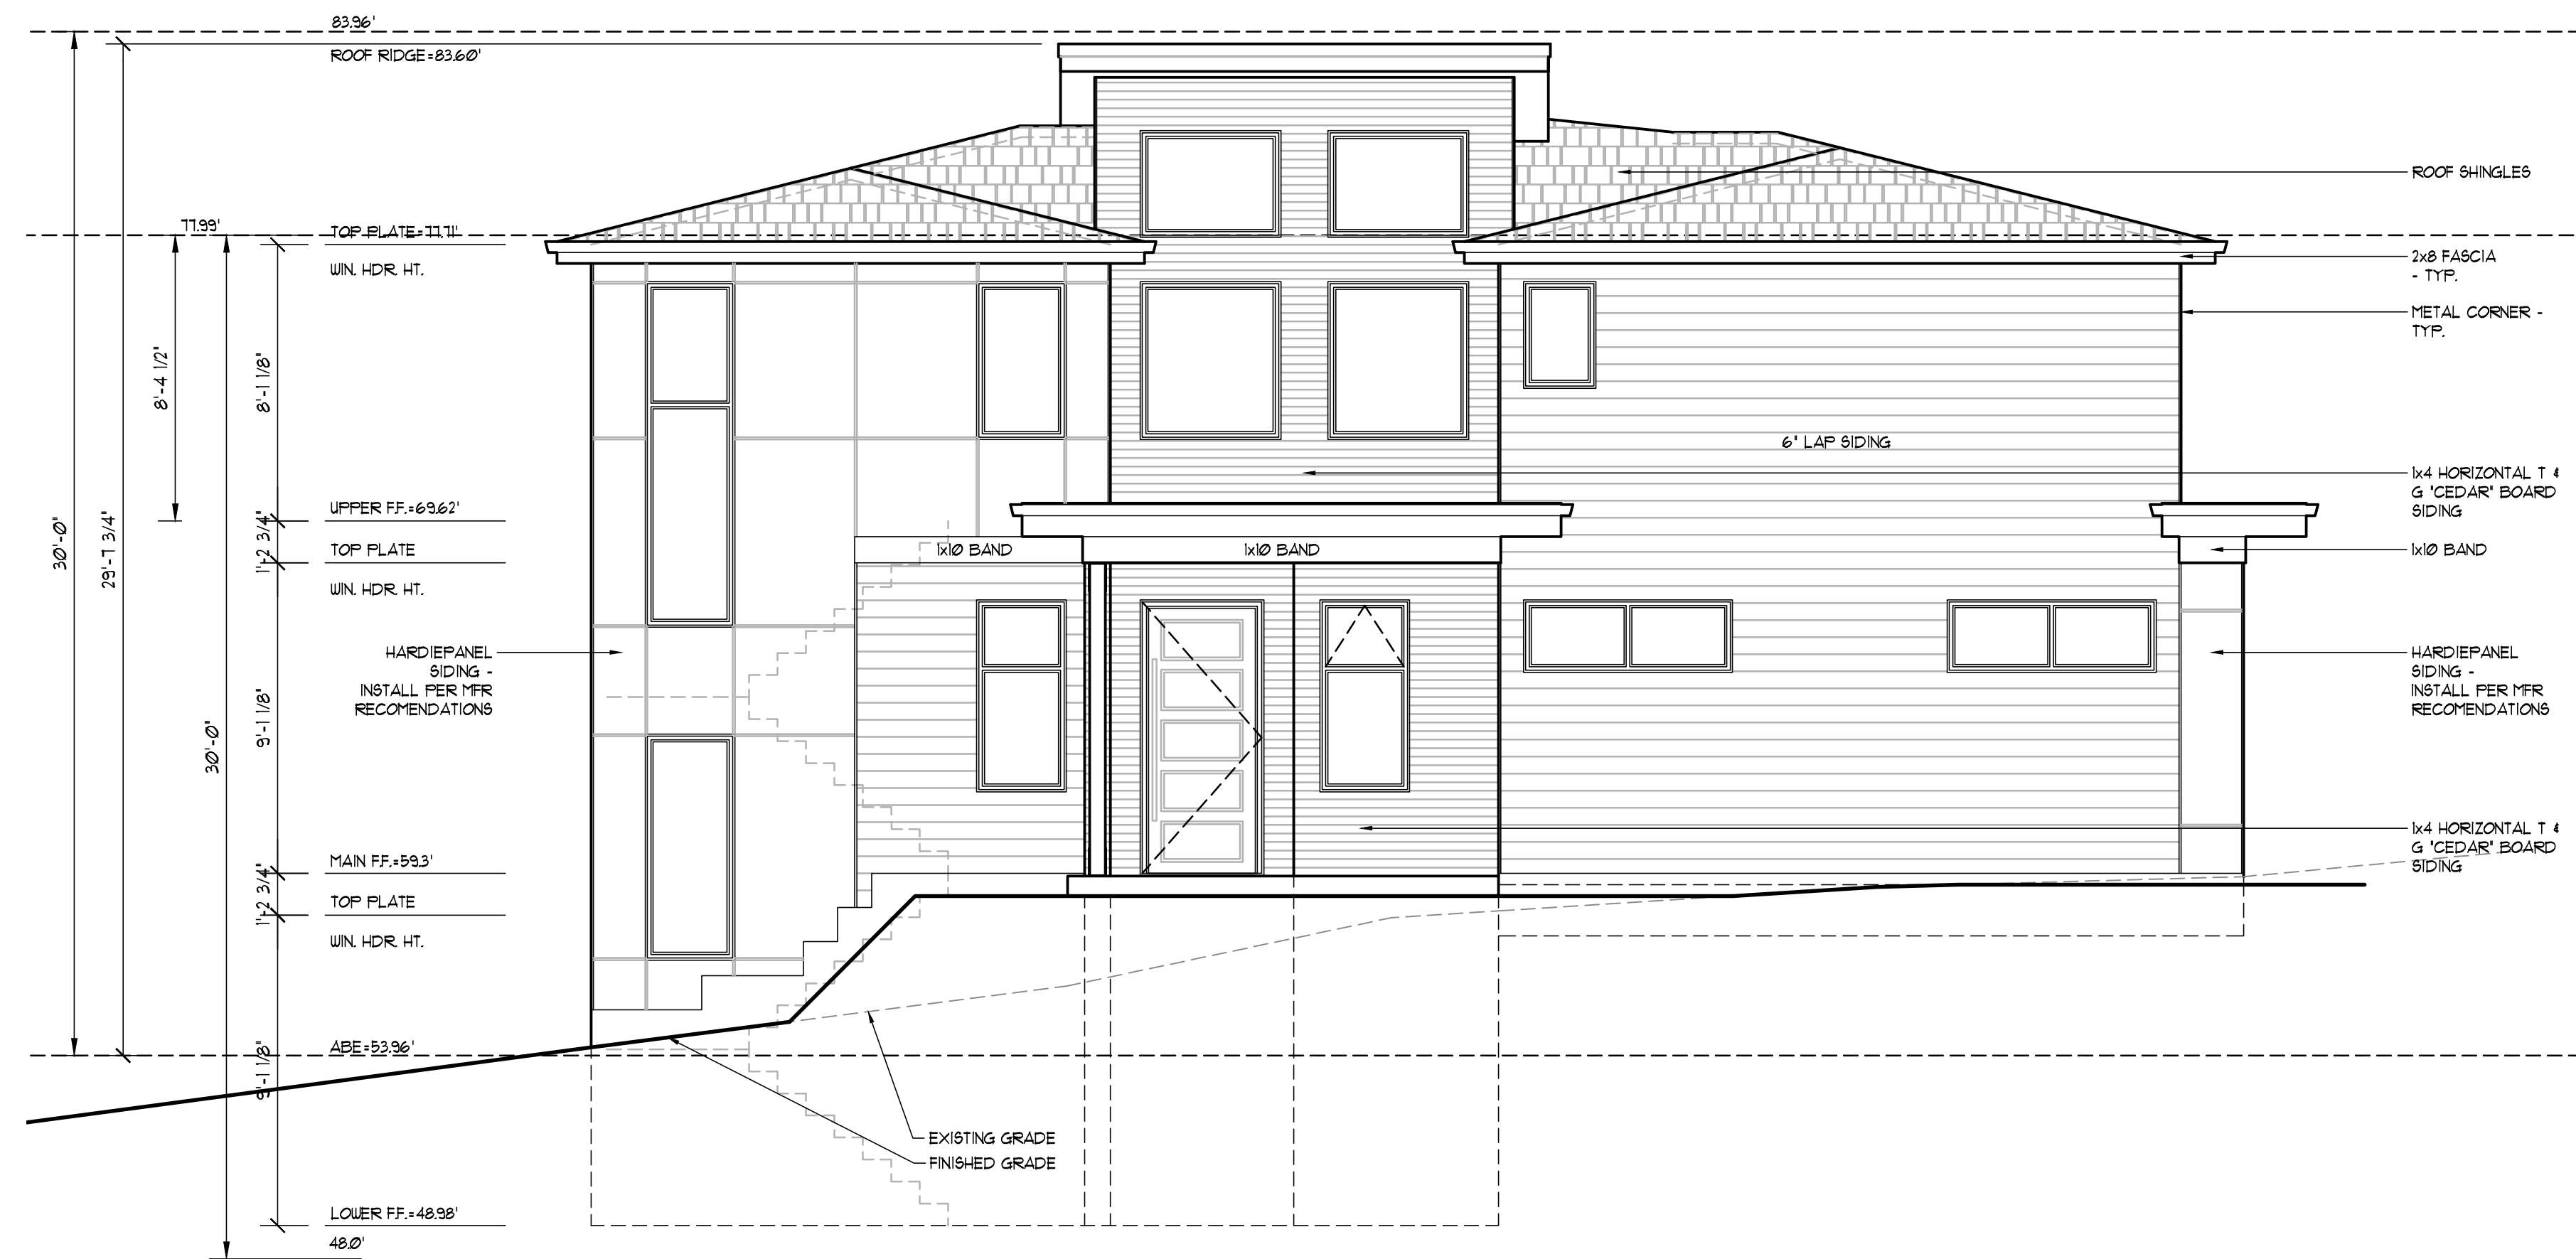 83.96'
ROOF RIDGE=83.60'
77.99'
TOP PLATE=77.71'
WIN. HDR. HT.
8'-4 1/2"
8'-1 1/8"
30'-0"
29'-7 3/4"
UPPER F.F.=69.62'
1'-2 3/4"
TOP PLATE
WIN. HDR. HT.
HARDIEPANEL
SIDING -
INSTALL PER MFR
RECOMENDATIONS
9'-1 1/8"
30'-0"
MAIN F.F.=59.3'
1'-2 3/4"
TOP PLATE
WIN. HDR. HT.
ABE=53.96'
9'-1 1/8"
LOWER F.F.=48.98'
48.0'
1x10 BAND
1x10 BAND
6" LAP SIDING
EXISTING GRADE
FINISHED GRADE
ROOF SHINGLES
2x8 FASCIA
- TYP.
METAL CORNER -
TYP.
1x4 HORIZONTAL T &
G "CEDAR" BOARD
SIDING
1x10 BAND
HARDIEPANEL
SIDING -
INSTALL PER MFR
RECOMENDATIONS
1x4 HORIZONTAL T &
G "CEDAR" BOARD
SIDING